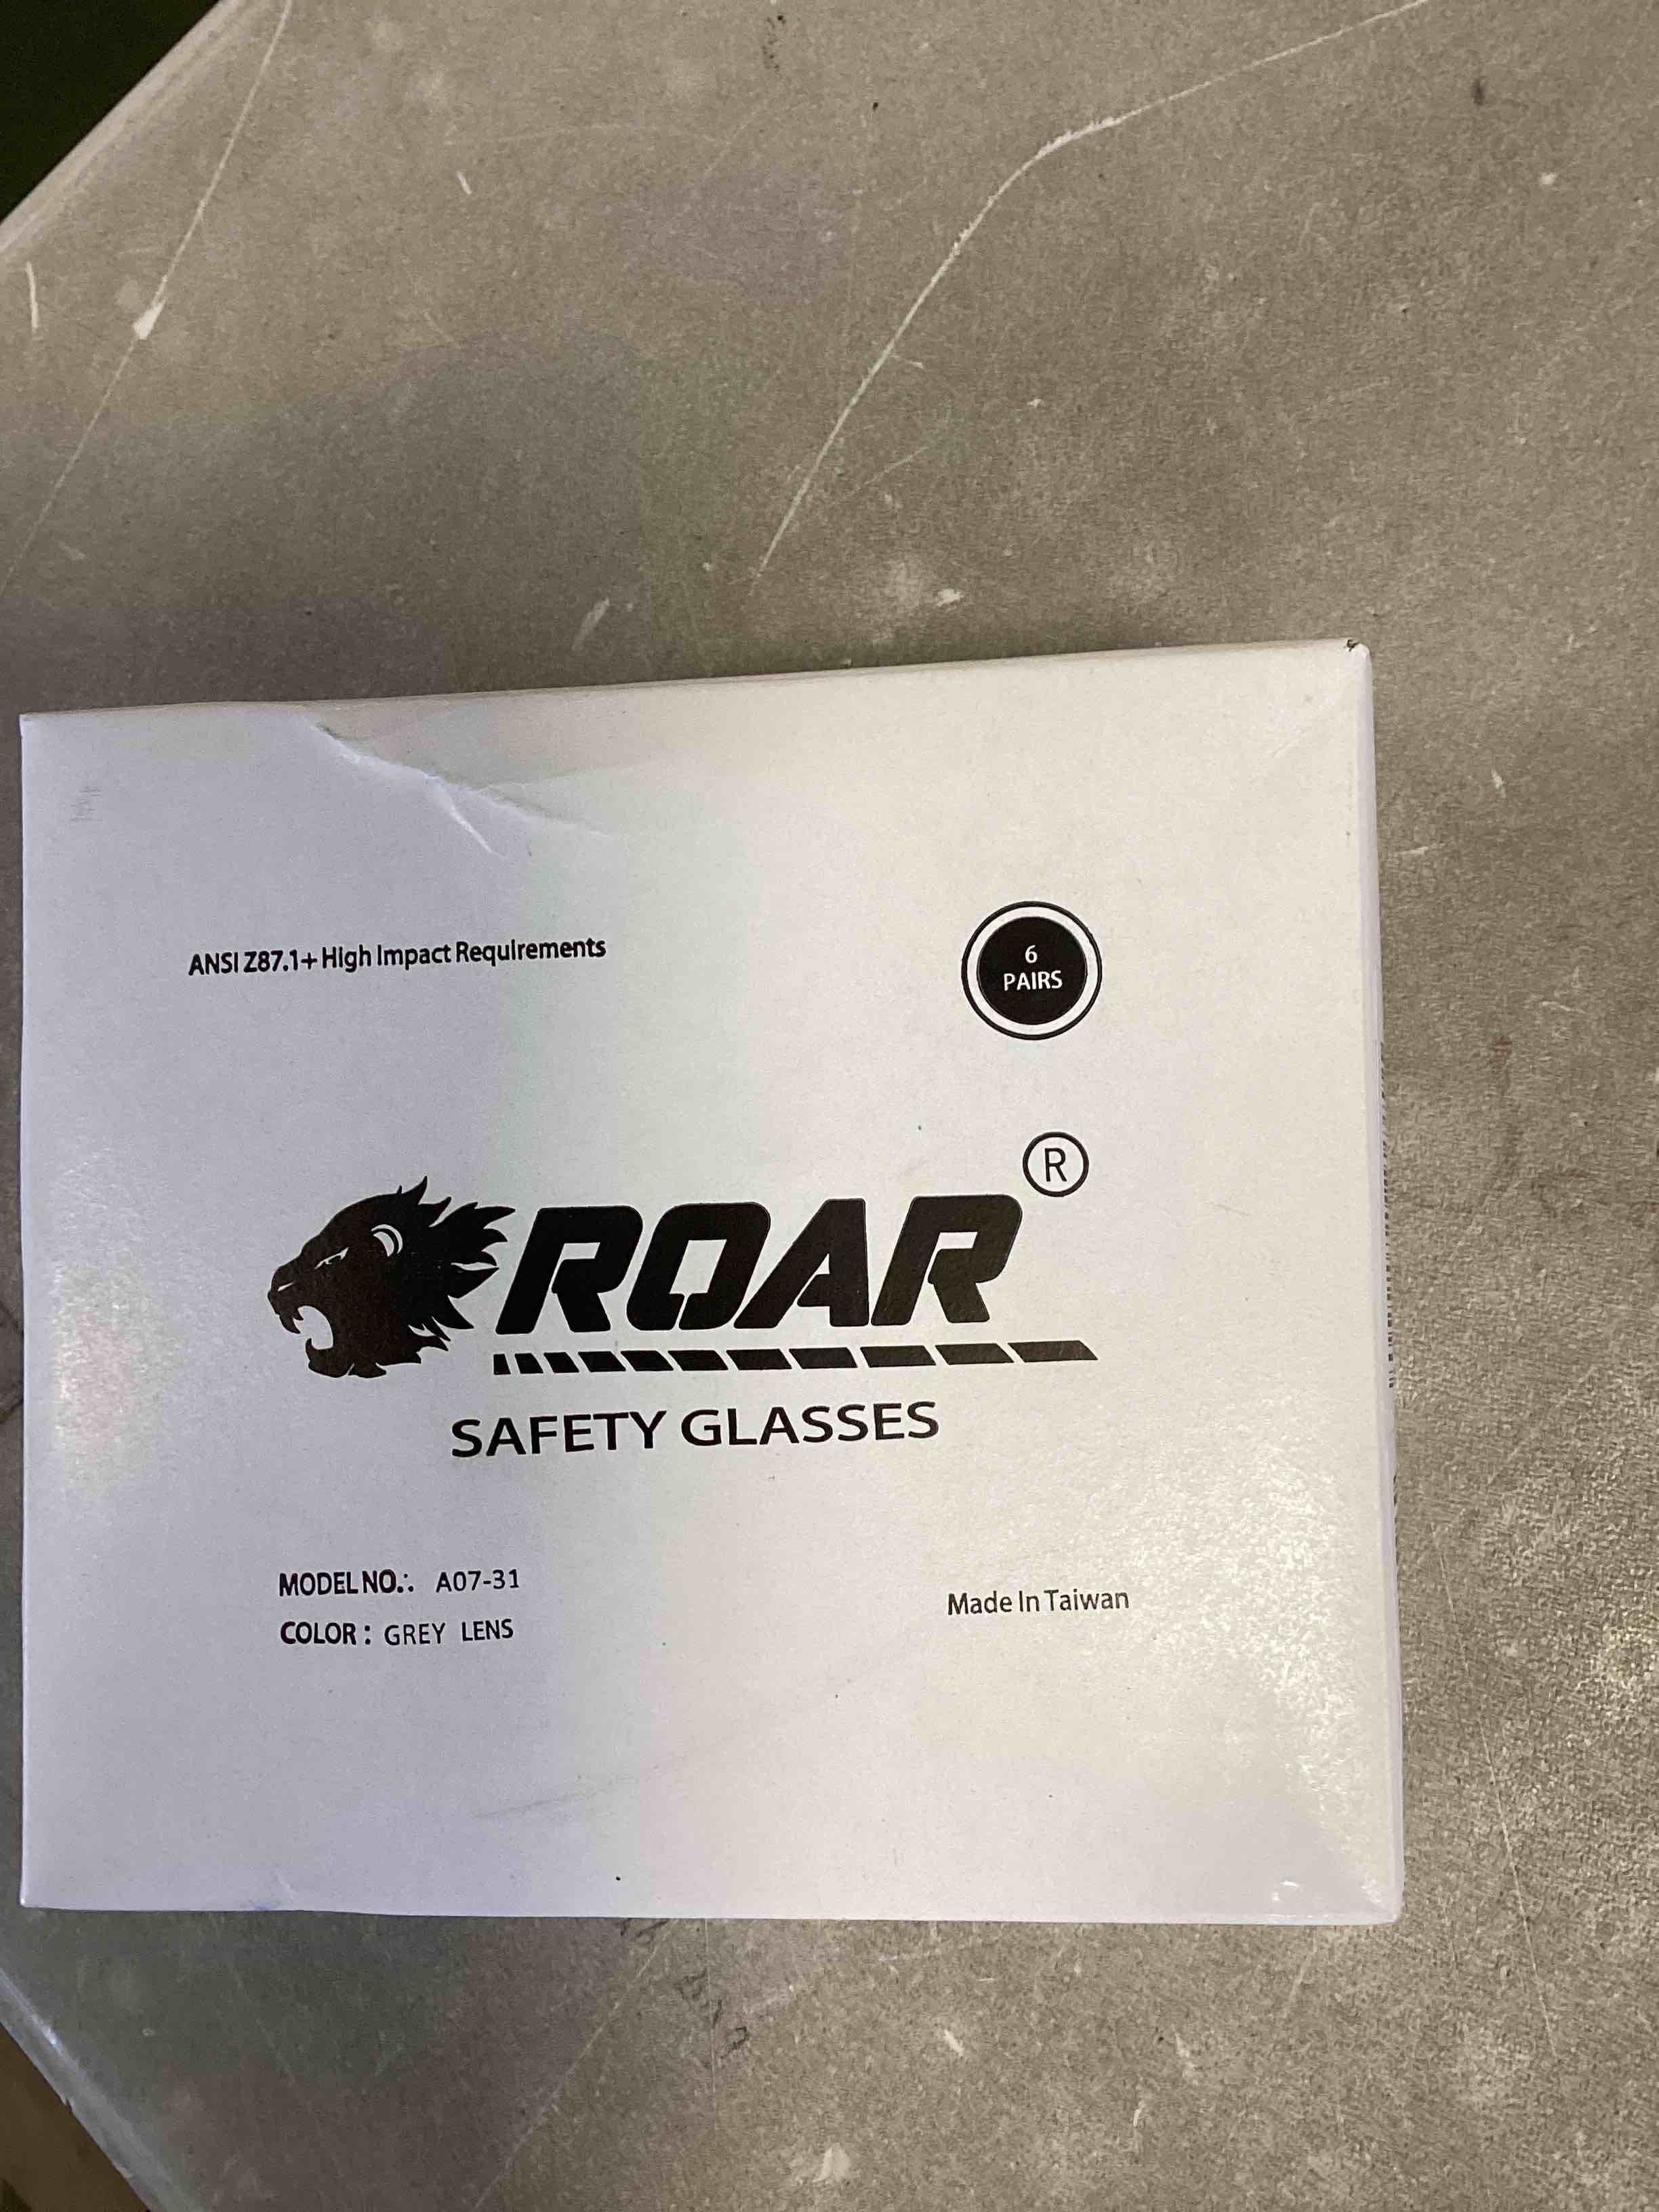 ANSI Z87.1+ High Impact Requirements
6
PAIRS
®
ROAR
SAFETY GLASSES
MODEL NO.: A07-31
COLOR : GREY LENS
Made In Taiwan